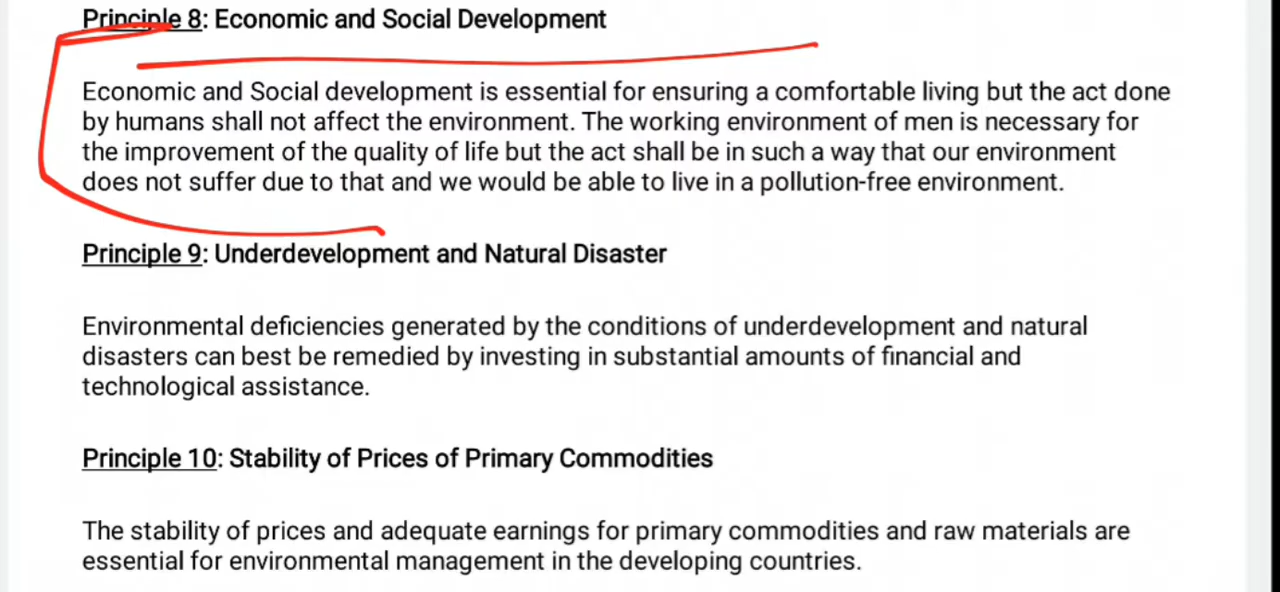 Principle 8: Economic and Social Development
Economic and Social development is essential for ensuring a comfortable living but the act done
by humans shall not affect the environment. The working environment of men is necessary for
the improvement of the quality of life but the act shall be in such a way that our environment
does not suffer due to that and we would be able to live in a pollution-free environment.
Principle 9: Underdevelopment and Natural Disaster
Environmental deficiencies generated by the conditions of underdevelopment and natural
disasters can best be remedied by investing in substantial amounts of financial and
technological assistance.
Principle 10: Stability of Prices of Primary Commodities
The stability of prices and adequate earnings for primary commodities and raw materials are
essential for environmental management in the developing countries.